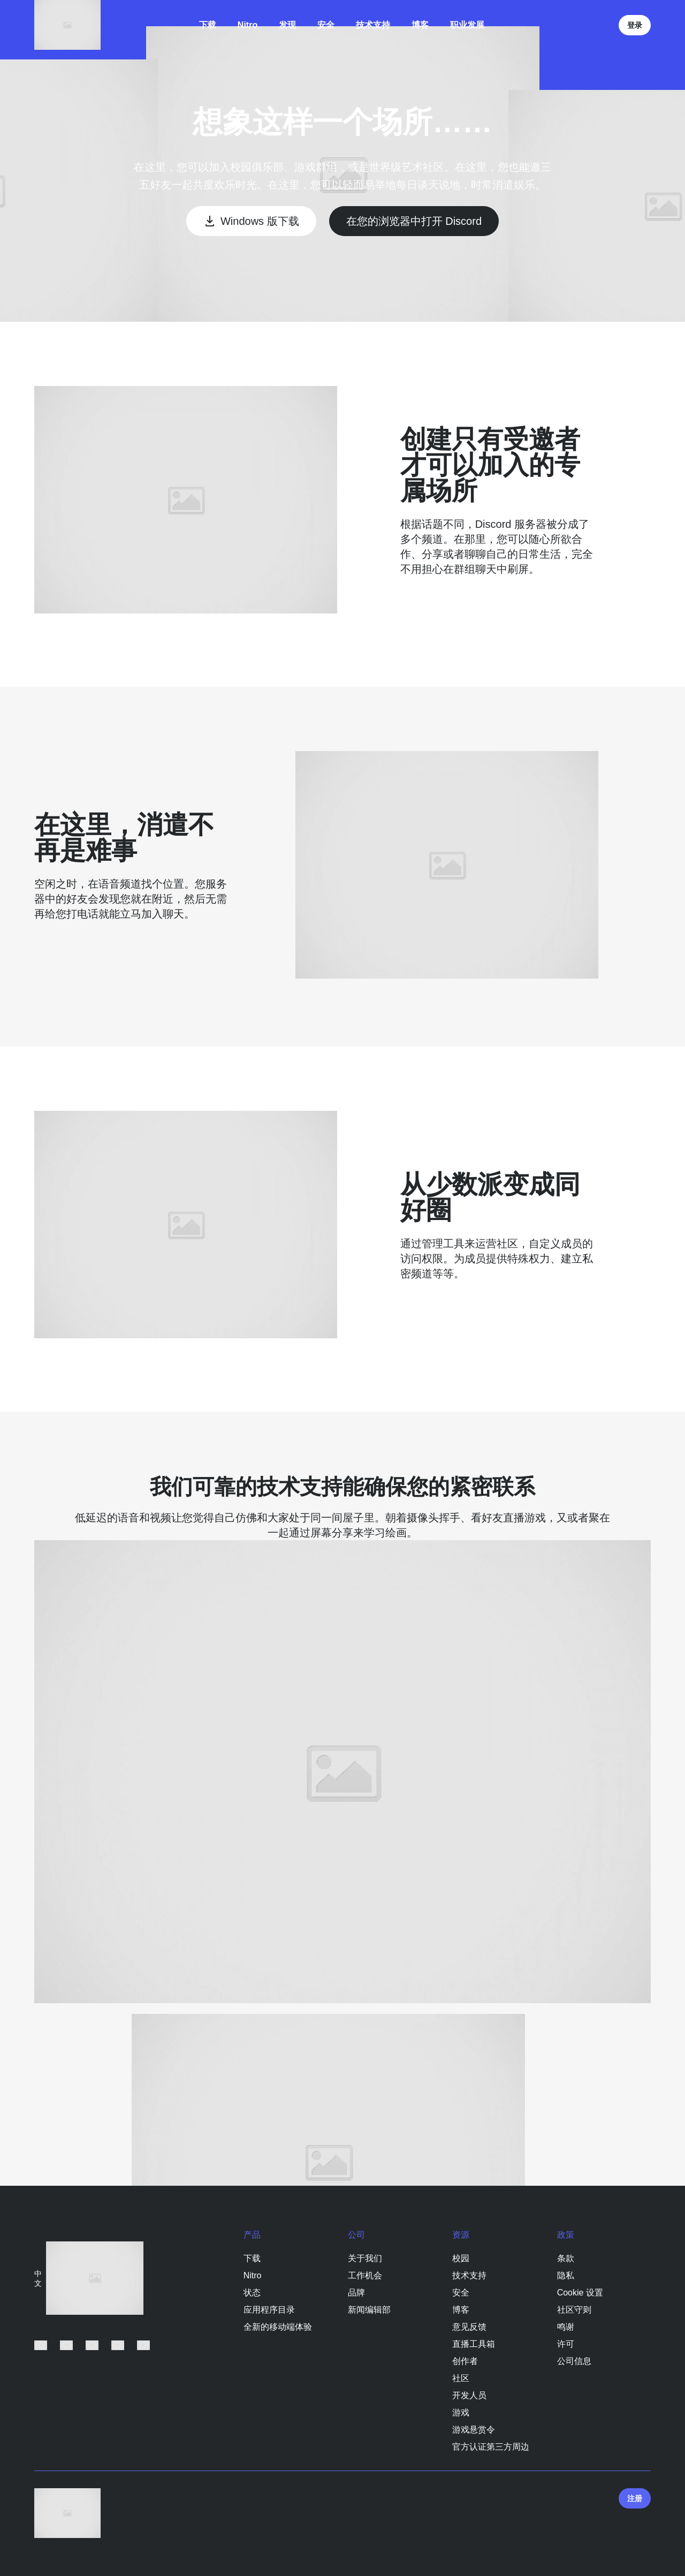 下载 Nitro 发现 安全 技术支持 博客 职业发展 登录
想象这样一个场所……
在这里，您可以加入校园俱乐部、游戏群组，或是世界级艺术社区。在这里，您也能邀三
五好友一起共度欢乐时光。在这里，您可以轻而易举地每日谈天说地，时常消遣娱乐。
Windows 版下载 在您的浏览器中打开 Discord
创建只有受邀者
才可以加入的专
属场所
根据话题不同，Discord 服务器被分成了
多个频道。在那里，您可以随心所欲合
作、分享或者聊聊自己的日常生活，完全
不用担心在群组聊天中刷屏。
在这里，消遣不
再是难事
空闲之时，在语音频道找个位置。您服务
器中的好友会发现您就在附近，然后无需
再给您打电话就能立马加入聊天。
从少数派变成同
好圈
通过管理工具来运营社区，自定义成员的
访问权限。为成员提供特殊权力、建立私
密频道等等。
我们可靠的技术支持能确保您的紧密联系
低延迟的语音和视频让您觉得自己仿佛和大家处于同一间屋子里。朝着摄像头挥手、看好友直播游戏，又或者聚在
一起通过屏幕分享来学习绘画。
中
文
产品
下载
Nitro
状态
应用程序目录
全新的移动端体验
公司
关于我们
工作机会
品牌
新闻编辑部
资源
校园
技术支持
安全
博客
意见反馈
直播工具箱
创作者
社区
开发人员
游戏
游戏悬赏令
官方认证第三方周边
政策
条款
隐私
Cookie 设置
社区守则
鸣谢
许可
公司信息
注册